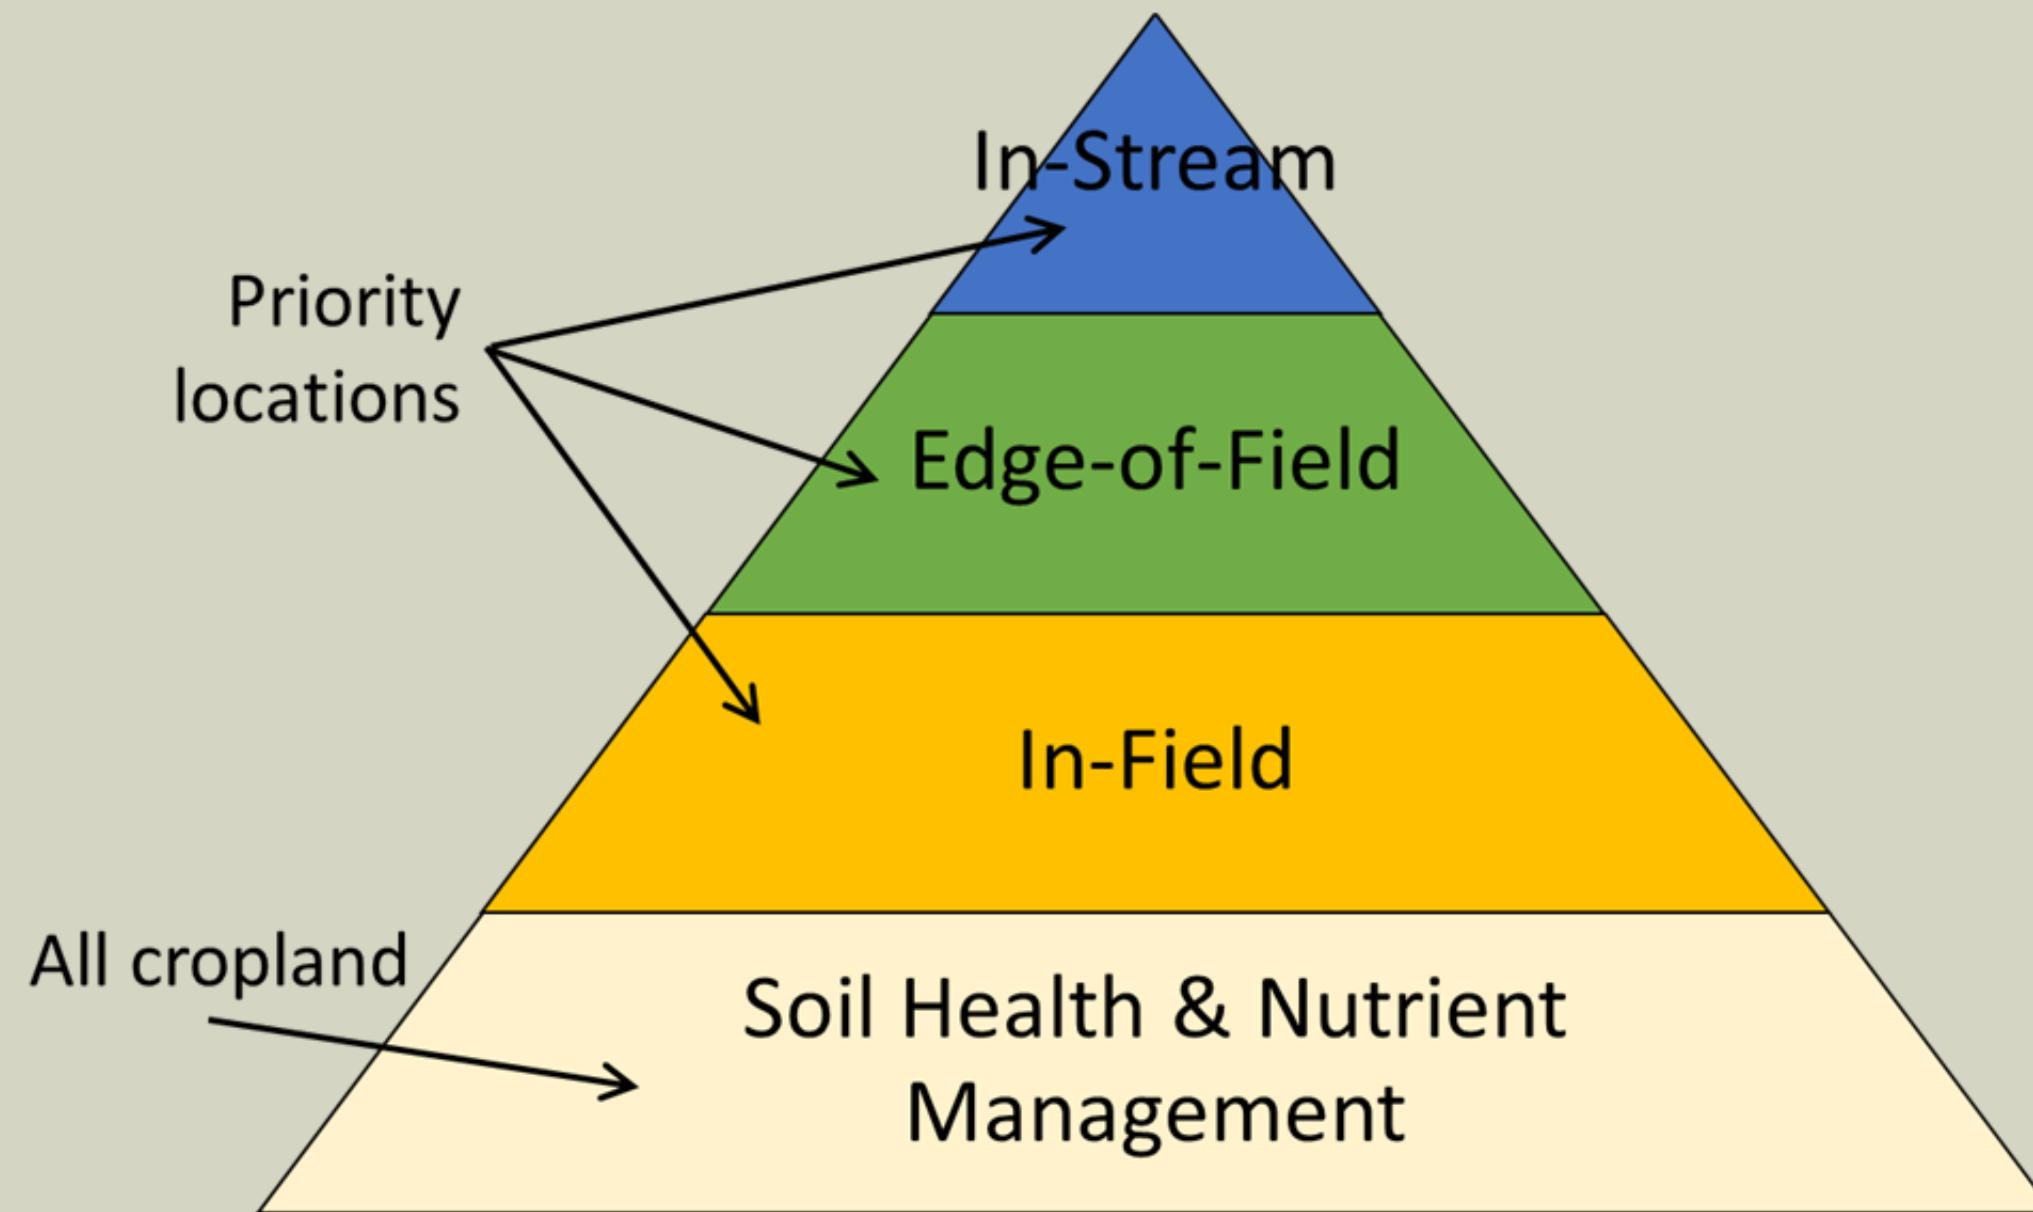 In-Stream
Priority
locations
Edge-of-Field
In-Field
All cropland
Soil Health & Nutrient
Management